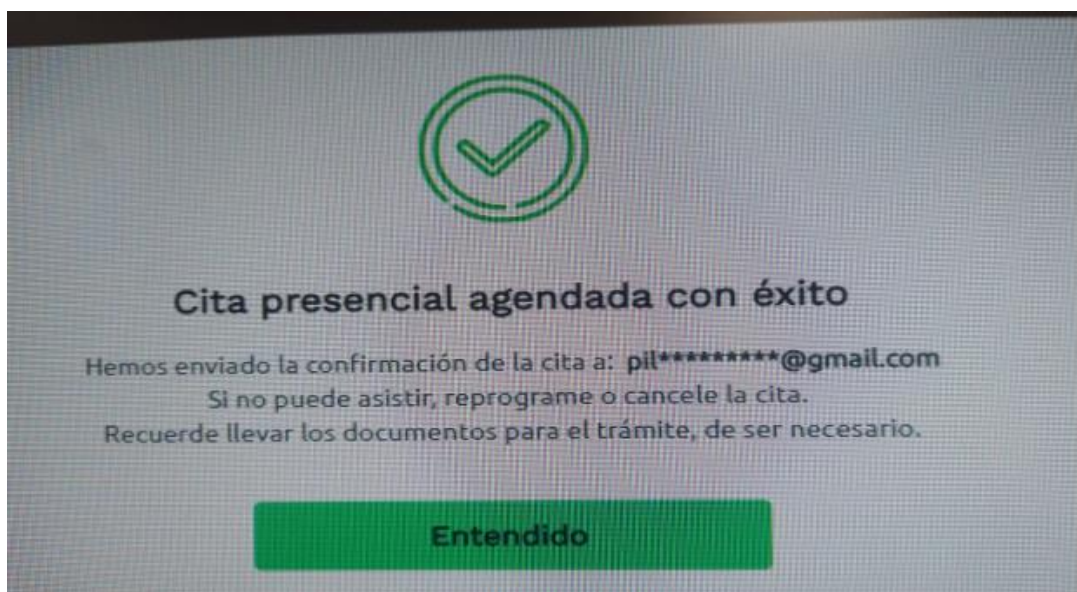 Cita presencial agendada con éxito
Hemos enviado la confirmación de la cita a: pil*********@gmail.com
Si no puede asistir, reprograme o cancele la cita.
Recuerde llevar los documentos para el trámite, de ser necesario.
Entendido